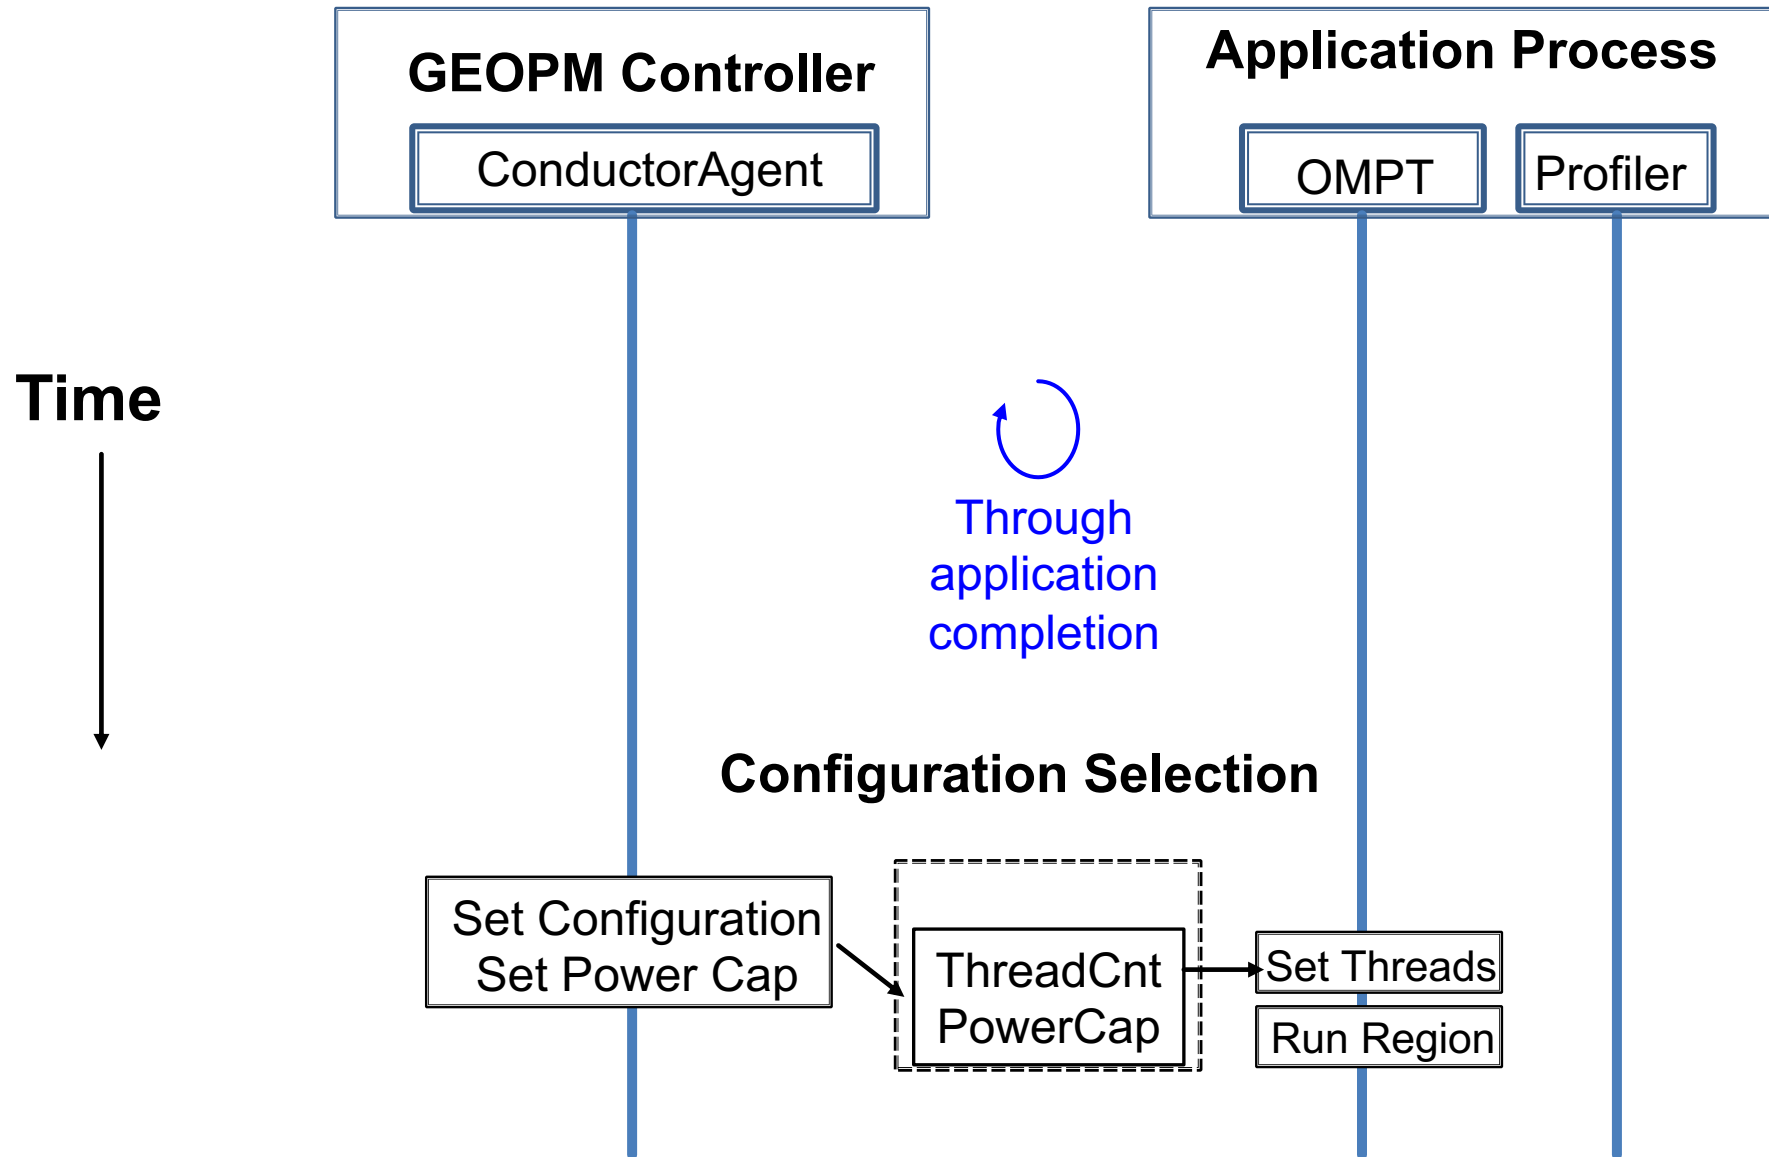 GEOPM Controller
ConductorAgent
Application Process
OMPT
Profiler
Time
Through
application
completion
Configuration Selection
Set Configuration
Set Power Cap
ThreadCnt
PowerCap
Set Threads
Run Region